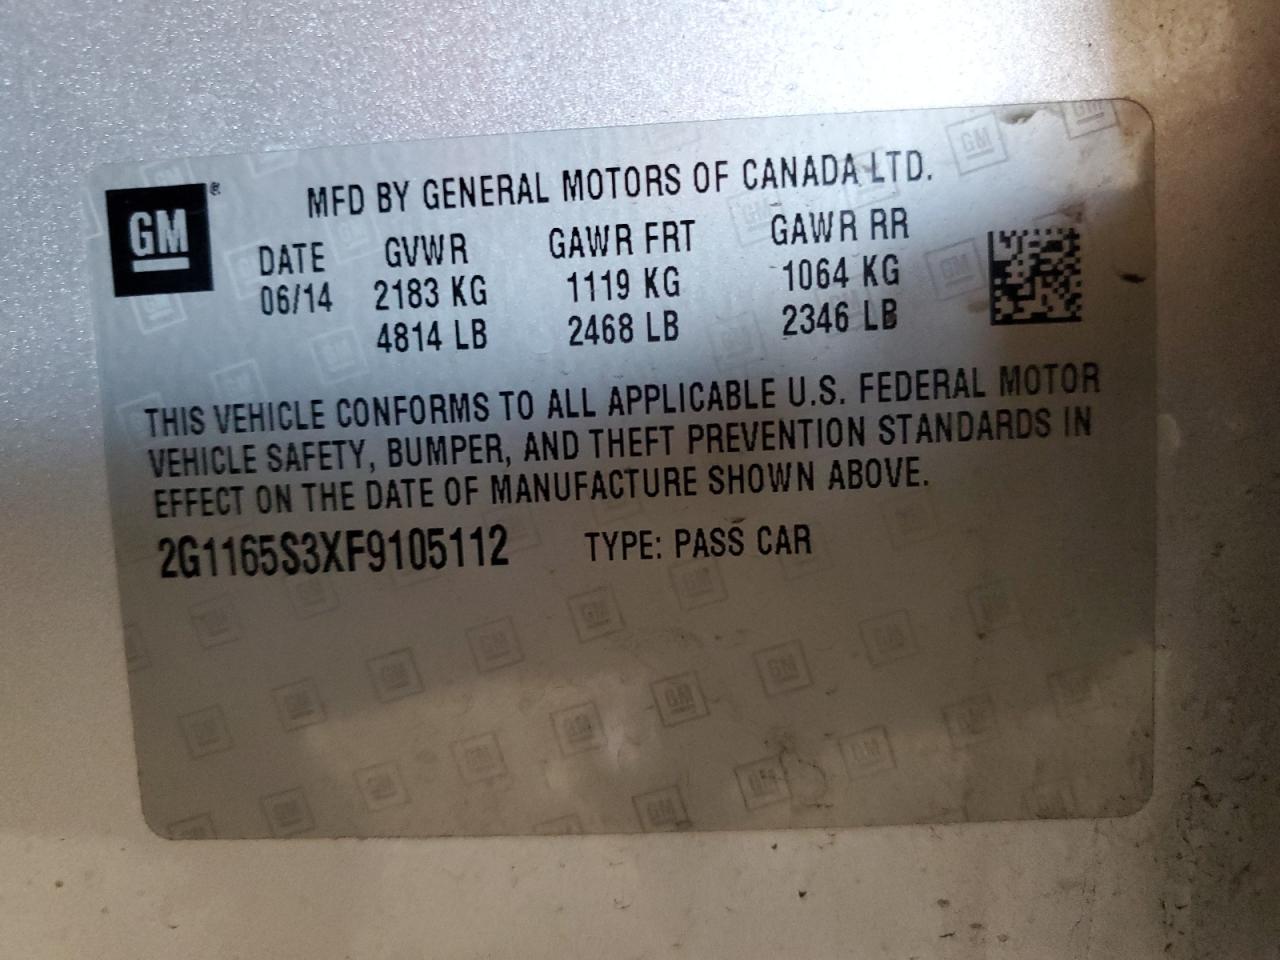 GM®
MFD BY GENERAL MOTORS OF CANADA LTD.
DATE GVWR GAWR FRT GAWR RR
06/14 2183 KG 1119 KG 1064 KG
4814 LB 2468 LB 2346 LB
THIS VEHICLE CONFORMS TO ALL APPLICABLE U.S. FEDERAL MOTOR
VEHICLE SAFETY, BUMPER, AND THEFT PREVENTION STANDARDS IN
EFFECT ON THE DATE OF MANUFACTURE SHOWN ABOVE.
2G1165S3XF9105112 TYPE: PASS CAR